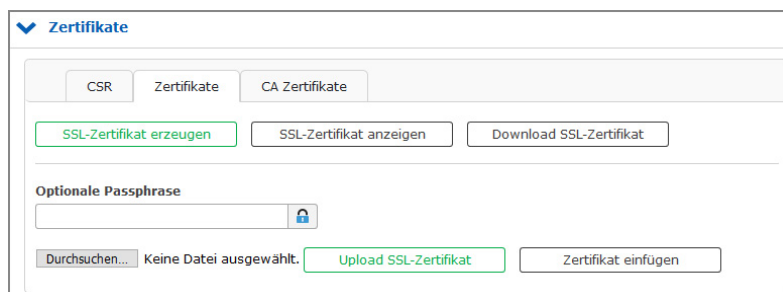 Zertifikate
CSR Zertifikate CA Zertifikate
SSL-Zertifikat erzeugen SSL-Zertifikat anzeigen Download SSL-Zertifikat
Optionale Passphrase
Durchsuchen... Keine Datei ausgewählt. Upload SSL-Zertifikat Zertifikat einfügen